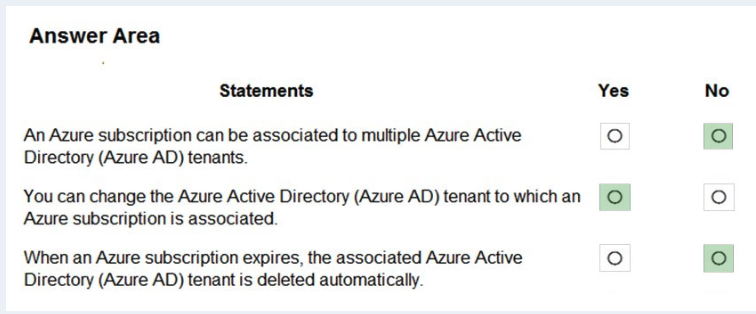 Answer Area
Statements Yes No
An Azure subscription can be associated to multiple Azure Active
Directory (Azure AD) tenants.
You can change the Azure Active Directory (Azure AD) tenant to which an
Azure subscription is associated.
When an Azure subscription expires, the associated Azure Active
Directory (Azure AD) tenant is deleted automatically.